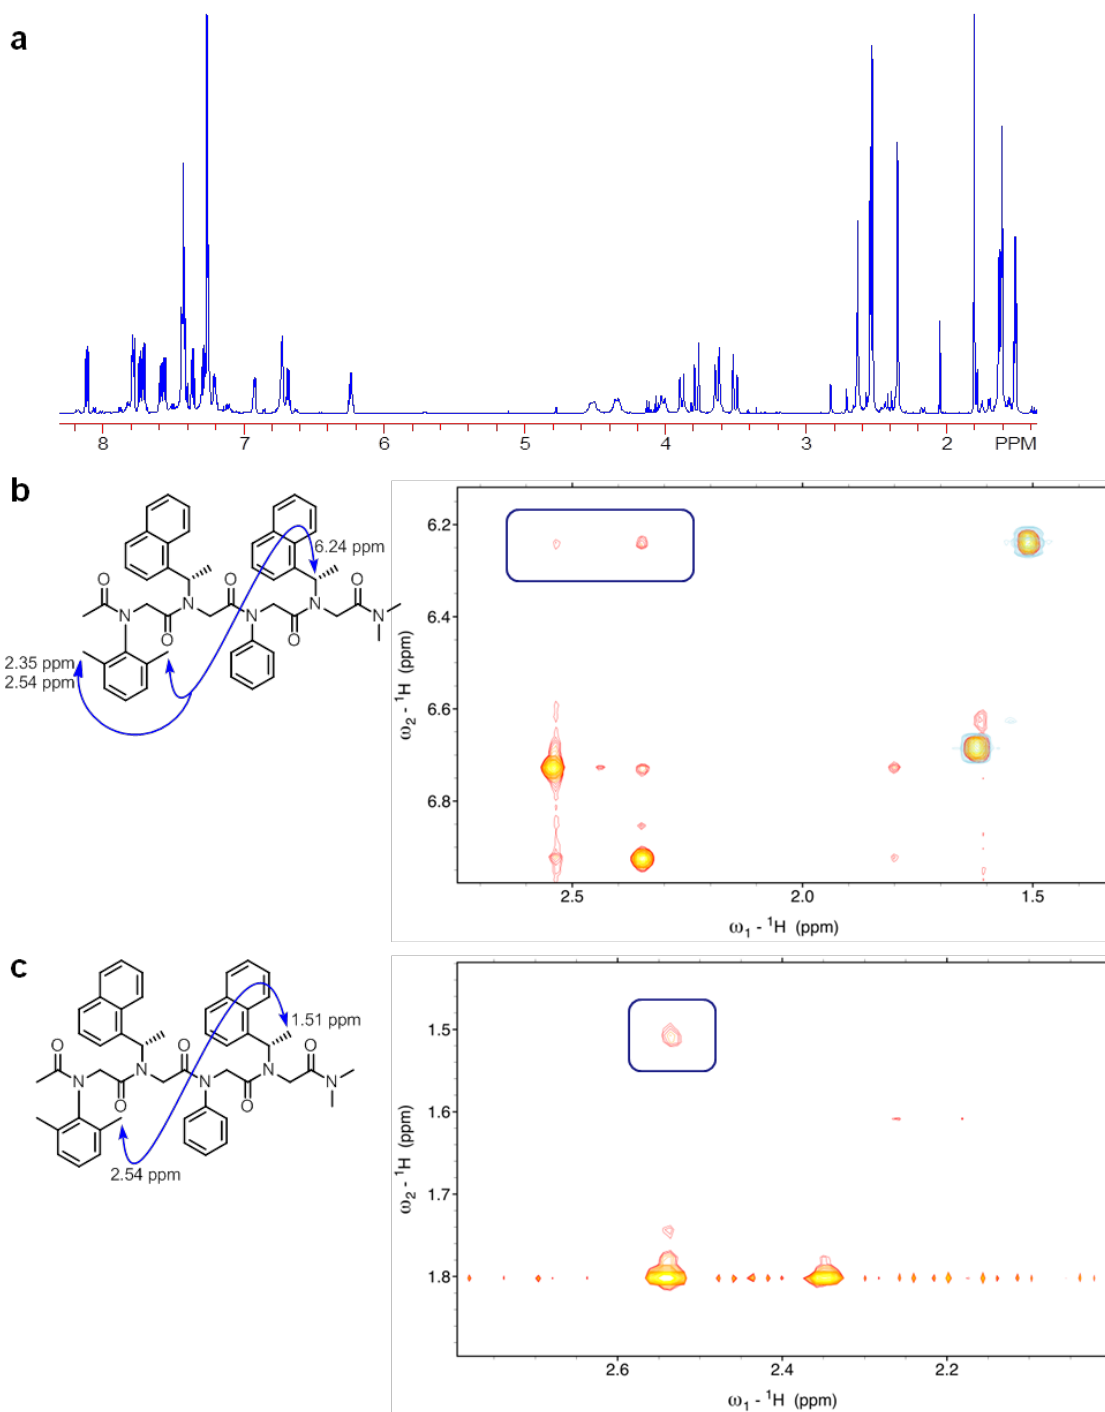 a
8 7 6 5 4 3 2 PPM
b
O N O N O N O N O N O
6.24 ppm
2.35 ppm
2.54 ppm
6.2
6.4
6.6
6.8
ω2 - 1H (ppm)
2.5 2.0 1.5
ω1 - 1H (ppm)
c
O N O N O N O N O N
1.51 ppm
2.54 ppm
1.5
1.6
1.7
1.8
ω2 - 1H (ppm)
2.6 2.4 2.2
ω1 - 1H (ppm)